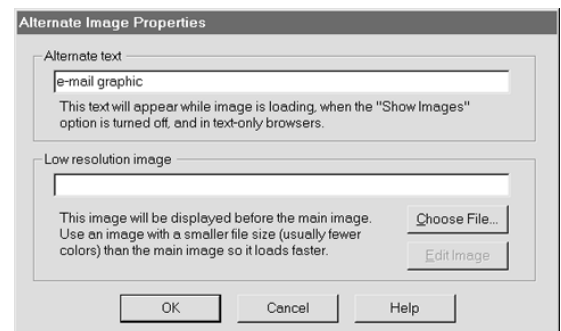 Alternate Image Properties
Alternate text
e-mail graphic
This text will appear while image is loading, when the "Show Images"
option is turned off, and in text-only browsers.
Low resolution image
This image will be displayed before the main image.
Use an image with a smaller file size (usually fewer
colors) than the main image so it loads faster.
Choose File...
Edit Image
OK
Cancel
Help